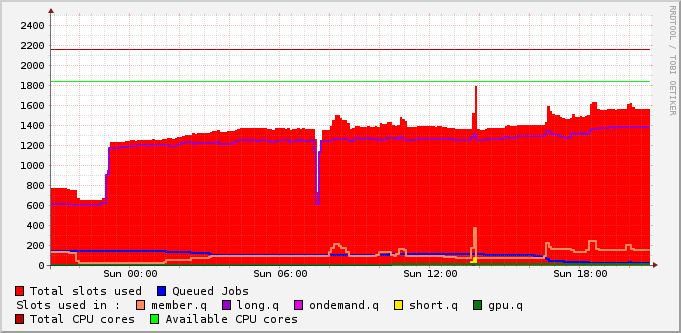 2400
2200
2000
1800
1600
1400
1200
1000
800
600
400
200
0
Sun 00:00 Sun 06:00 Sun 12:00 Sun 18:00
Total slots used Queued Jobs
Slots used in : member.q long.q ondemand.q short.q gpu.q
Total CPU cores Available CPU cores
RRDTOOL / TOBI OETIKER